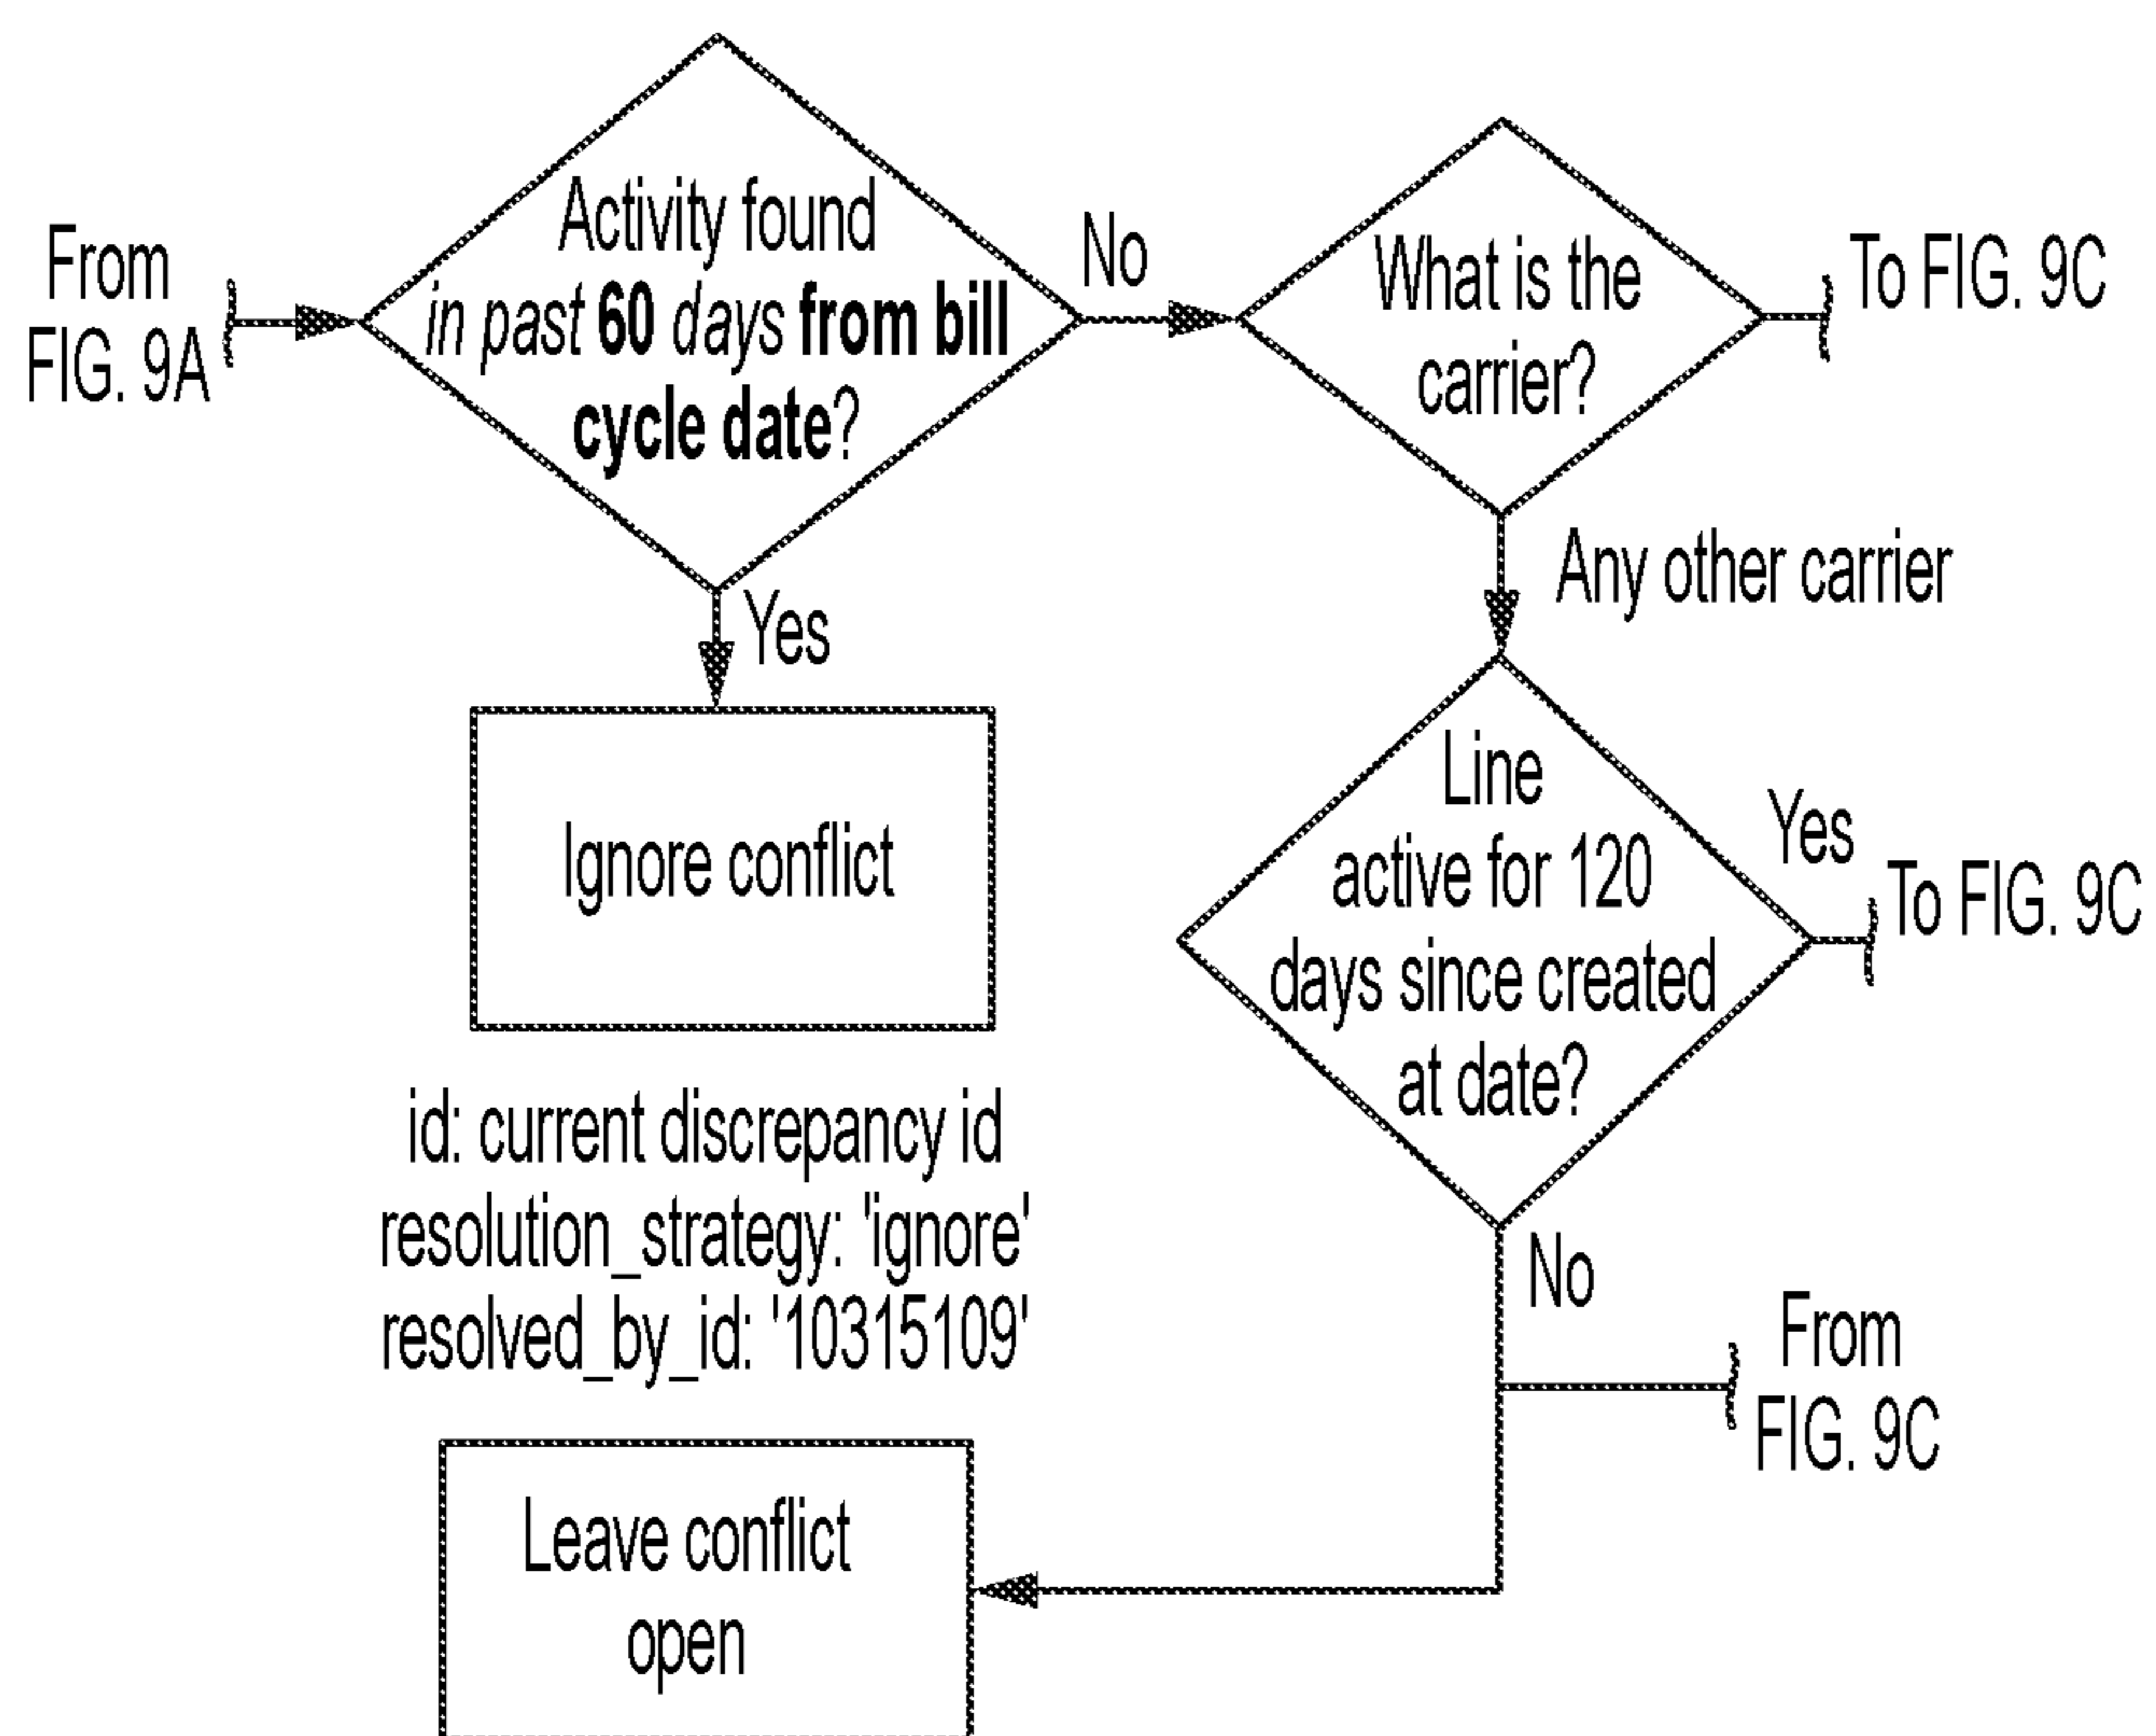 From
FIG. 9A
Activity found
in past 60 days from bill
cycle date?
No
What is the
carrier?
To FIG. 9C
Yes
Any other carrier
Ignore conflict
Line
active for 120
days since created
at date?
Yes
To FIG. 9C
id: current discrepancy id
resolution_strategy: 'ignore'
resolved_by_id: '10315109'
No
From
FIG. 9C
Leave conflict
open